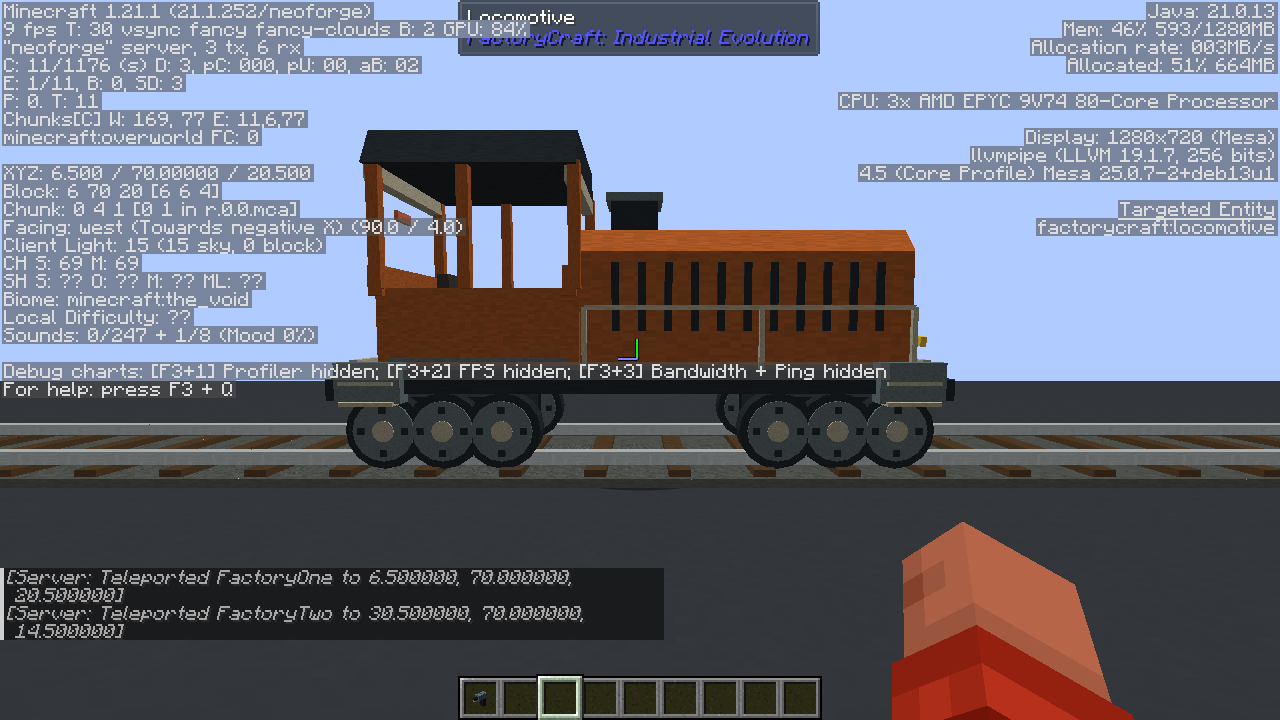 Minecraft 1.21.1 (21.1.252/neoforge)
9 fps T: 30 vsync fancy fancy-clouds B: 2 GPU: 84%
"neoforge" server, 3 tx, 6 rx
C: 11/1176 (s) D: 3, pC: 000, pU: 00, aB: 02
E: 1/11, B: 0, SD: 3
P: 0. T: 11
Chunks[C] W: 169, 77 E: 11,6,77
minecraft:overworld FC: 0
XYZ: 6.500 / 70.00000 / 20.500
Block: 6 70 20 [6 6 4]
Chunk: 0 4 1 [0 1 in r.0.0.mca]
Facing: west (Towards negative X) (90.0 / 4.0)
Client Light: 15 (15 sky, 0 block)
SH S: 69 M: 69
SH S: ?? O: ?? M: ?? ML: ??
Biome: minecraft:the_void
Local Difficulty: ??
Sounds: 0/247 + 1/8 (Mood 0%)
Debug charts: [F3+1] Profiler hidden; [F3+2] FPS hidden; [F3+3] Bandwidth + Ping hidden
For help: press F3 + Q
Locomotive
FactoryCraft: Industrial Evolution
Java: 21.0.13
Mem: 46% 593/1280MB
Allocation rate: 003MB/s
Allocated: 51% 664MB
CPU: 3x AMD EPYC 9V74 80-Core Processor
Display: 1280x720 (Mesa)
llvmpipe (LLVM 19.1.7, 256 bits)
4.5 (Core Profile) Mesa 25.0.7-2+deb13u1
Targeted Entity
factorycraft:locomotive
[Server: Teleported FactoryOne to 6.500000, 70.000000,
20.500000]
[Server: Teleported FactoryTwo to 30.500000, 70.000000,
14.500000]